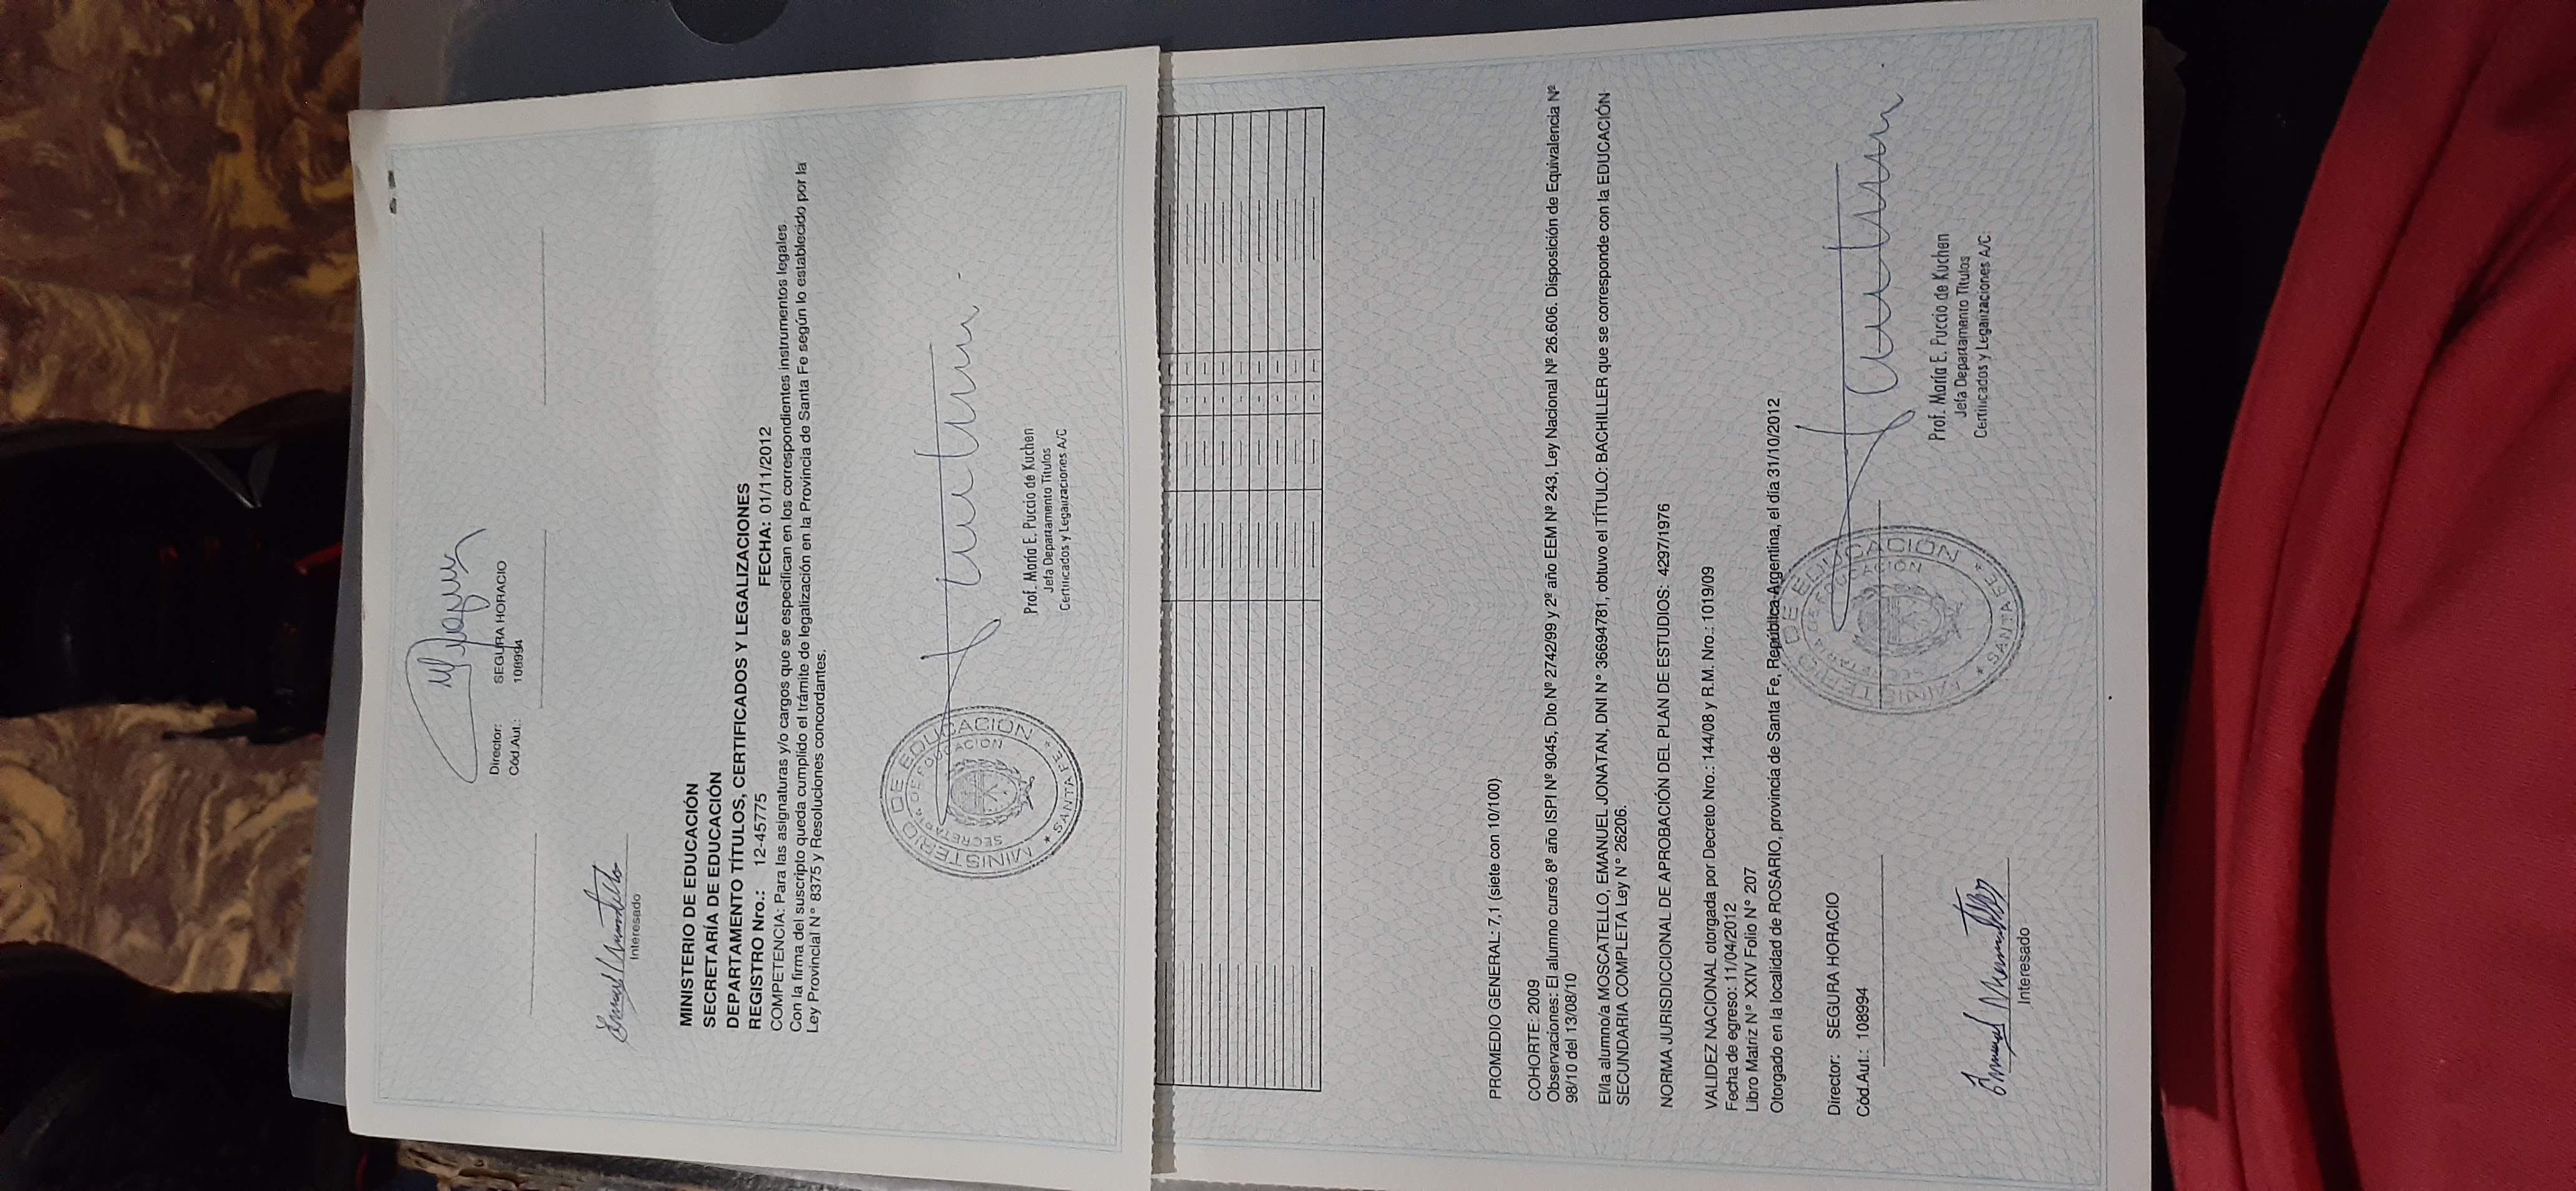 Director: SEGURA HORACIO
Cód.Aut.: 108994
Interesado
MINISTERIO DE EDUCACIÓN
SECRETARÍA DE EDUCACIÓN
DEPARTAMENTO TÍTULOS, CERTIFICADOS Y LEGALIZACIONES
REGISTRO Nro.: 12-45775 FECHA: 01/11/2012
COMPETENCIA: Para las asignaturas y/o cargos que se especifican en los correspondientes instrumentos legales.
Con la firma del suscripto queda cumplido el trámite de legalización en la Provincia de Santa Fe según lo establecido por la
Ley Provincial N° 8375 y Resoluciones concordantes.
MINISTERIO DE EDUCACIÓN
SANTA FE
Prof. María E. Puccio de Kuchen
Jefa Departamento Títulos
Certificados y Legalizaciones A/C
PROMEDIO GENERAL: 7,1 (siete con 10/100)
COHORTE: 2009
Observaciones: El alumno cursó 8º año ISPI Nº 9045, Dto Nº 2742/99 y 2º año EEM Nº 243, Ley Nacional Nº 26.606. Disposición de Equivalencia Nº
98/10 del 13/08/10
El/la alumno/a MOSCATELLO, EMANUEL JONATAN, DNI N° 36694781, obtuvo el TÍTULO: BACHILLER que se corresponde con la EDUCACIÓN
SECUNDARIA COMPLETA Ley N° 26206.
NORMA JURISDICCIONAL DE APROBACIÓN DEL PLAN DE ESTUDIOS: 4297/1976
VALIDEZ NACIONAL otorgada por Decreto Nro.: 144/08 y R.M. Nro.: 1019/09
Fecha de egreso: 11/04/2012
Libro Matriz N° XXIV Folio N° 207
Otorgado en la localidad de ROSARIO, provincia de Santa Fe, República Argentina, el día 31/10/2012
MINISTERIO DE EDUCACIÓN
SANTA FE
Director: SEGURA HORACIO
Cód.Aut.: 108994
Prof. María E. Puccio de Kuchen
Jefa Departamento Títulos
Certificados y Legalizaciones A/C
Interesado